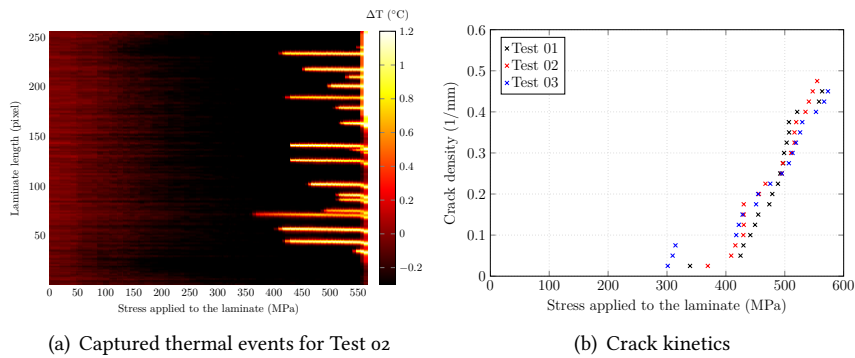 ΔT (°C)
250
200
150
100
50
Laminate length (pixel)
0 50 100 150 200 250 300 350 400 450 500 550
Stress applied to the laminate (MPa)
1.2
1
0.8
0.6
0.4
0.2
0
−0.2
(a) Captured thermal events for Test 02
0.6
0.5
0.4
0.3
0.2
0.1
0
Crack density (1/mm)
Test 01
Test 02
Test 03
0 100 200 300 400 500 600
Stress applied to the laminate (MPa)
(b) Crack kinetics